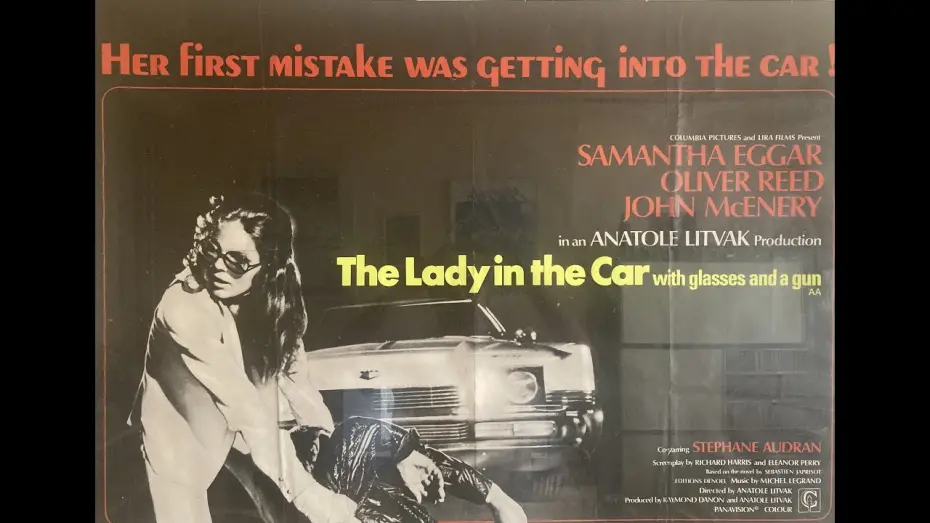 HER FIRST MISTAKE WAS GETTING INTO THE CAR!
COLUMBIA PICTURES and LIRA FILMS Present
SAMANTHA EGGAR
OLIVER REED
JOHN McENERY
in an ANATOLE LITVAK Production
The Lady in the Car with glasses and a gun
AA
Co-starring STEPHANE AUDRAN
Screenplay by RICHARD HARRIS and ELEANOR PERRY
Based on the novel by SEBASTIEN JAPRISOT
EDITIONS DENOEL Music by MICHEL LEGRAND
Directed by ANATOLE LITVAK
Produced by RAYMOND DANON and ANATOLE LITVAK
PANAVISION® COLOUR